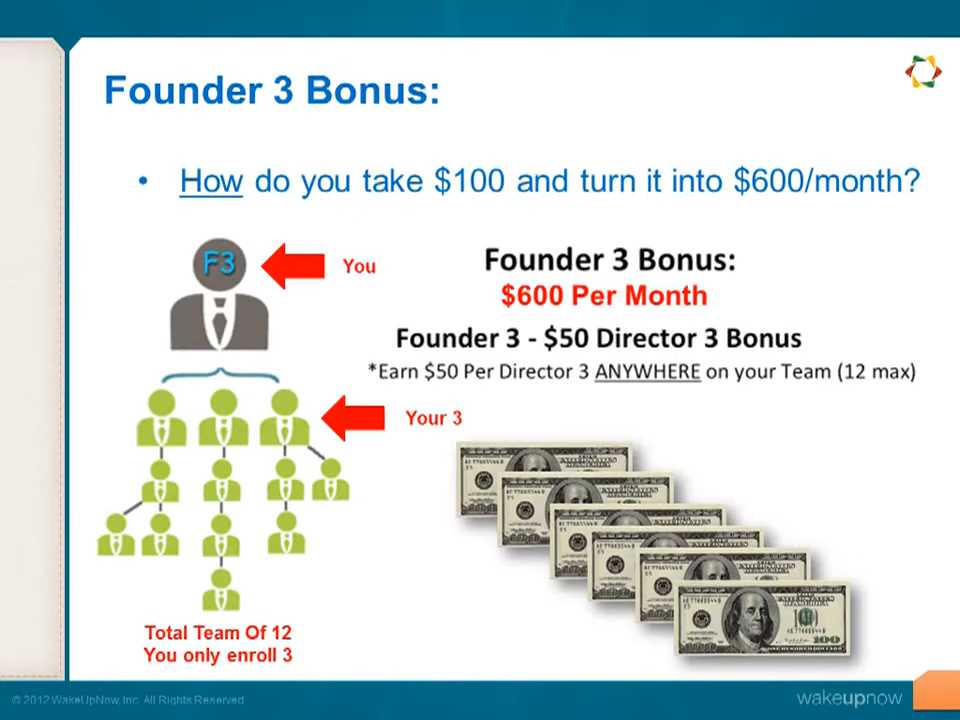 Founder 3 Bonus:
• How do you take $100 and turn it into $600/month?
F3
You
Founder 3 Bonus:
$600 Per Month
Founder 3 - $50 Director 3 Bonus
*Earn $50 Per Director 3 ANYWHERE on your Team (12 max)
Your 3
Total Team Of 12
You only enroll 3
© 2012 WakeUpNow, Inc. All Rights Reserved
wakeupnow